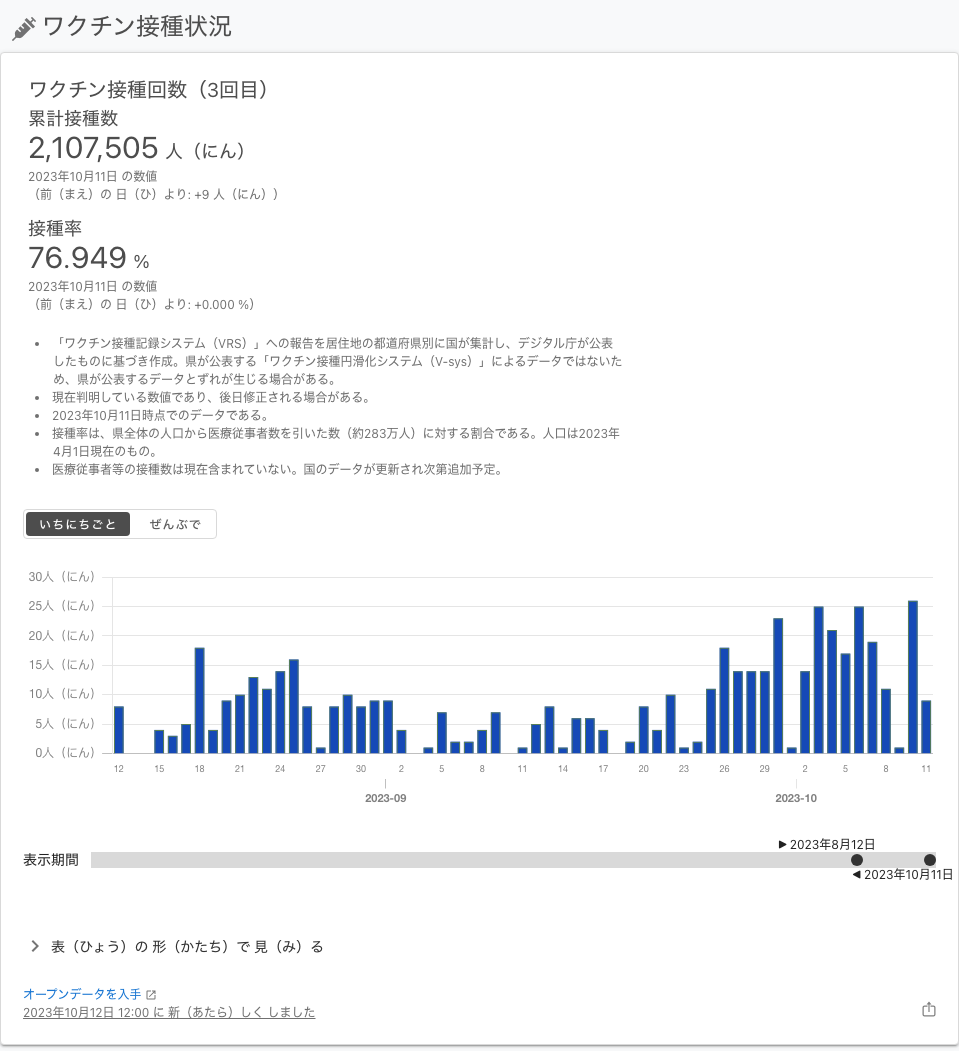 ワクチン接種状況
ワクチン接種回数（3回目）
累計接種数
2,107,505 人（にん）
2023年10月11日 の数値
（前（まえ）の 日（ひ）より: +9 人（にん））
接種率
76.949 %
2023年10月11日 の数値
（前（まえ）の 日（ひ）より: +0.000 %）
• 「ワクチン接種記録システム（VRS）」への報告を居住地の都道府県別に国が集計し、デジタル庁が公表
したものに基づき作成。県が公表する「ワクチン接種円滑化システム（V-sys）」によるデータではないた
め、県が公表するデータとずれが生じる場合がある。
• 現在判明している数値であり、後日修正される場合がある。
• 2023年10月11日時点でのデータである。
• 接種率は、県全体の人口から医療従事者数を引いた数（約283万人）に対する割合である。人口は2023年
4月1日現在のもの。
• 医療従事者等の接種数は現在含まれていない。国のデータが更新され次第追加予定。
いちにちごと ぜんぶで
30人（にん）
25人（にん）
20人（にん）
15人（にん）
10人（にん）
5人（にん）
0人（にん）
12 15 18 21 24 27 30 2 5 8 11 14 17 20 23 26 29 2 5 8 11
2023-09 2023-10
▶ 2023年8月12日
表示期間
◀ 2023年10月11日
表（ひょう）の 形（かたち）で 見（み）る
オープンデータを入手
2023年10月12日 12:00 に 新（あたら）しく しました